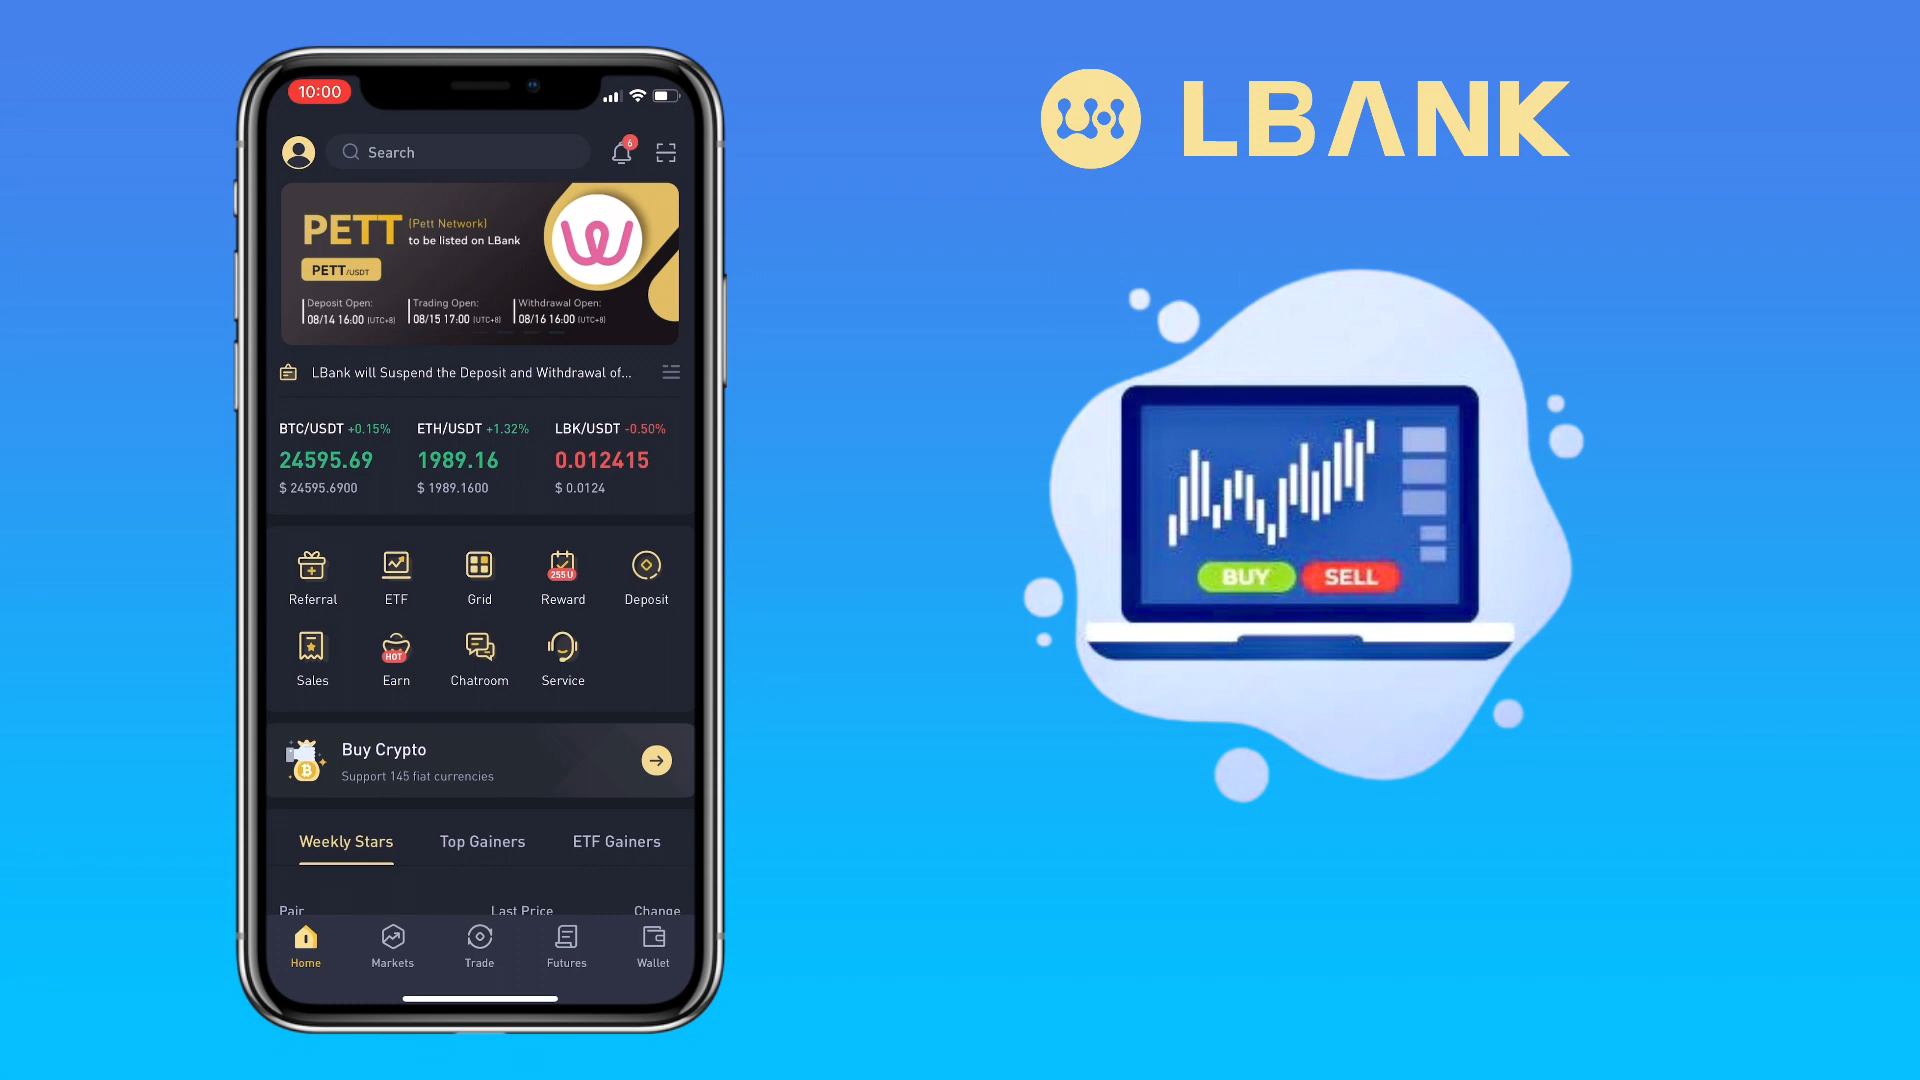 10:00
Search
6
PETT (Pett Network)
to be listed on LBank
PETT/USDT
Deposit Open: Trading Open: Withdrawal Open:
08/14 16:00 (UTC+8) 08/15 17:00 (UTC+8) 08/16 16:00 (UTC+8)
LBank will Suspend the Deposit and Withdrawal of...
BTC/USDT +0.15% ETH/USDT +1.32% LBK/USDT -0.50%
24595.69 1989.16 0.012415
$ 24595.6900 $ 1989.1600 $ 0.0124
255 U
Referral ETF Grid Reward Deposit
HOT
Sales Earn Chatroom Service
Buy Crypto
Support 145 fiat currencies
Weekly Stars Top Gainers ETF Gainers
Pair Last Price Change
Home Markets Trade Futures Wallet
LBANK
BUY SELL